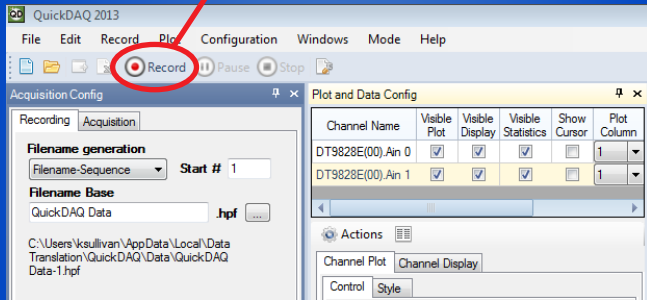 QuickDAQ 2013
File Edit Record Plot Configuration Windows Mode Help
Record Pause Stop
Acquisition Config
Recording Acquisition
Filename generation
Filename-Sequence Start # 1
Filename Base
QuickDAQ Data .hpf ...
C:\Users\ksullivan\AppData\Local\Data
Translation\QuickDAQ\Data\QuickDAQ
Data-1.hpf
Plot and Data Config
Channel Name Visible Plot Visible Display Visible Statistics Show Cursor Plot Column
DT9828E(00).Ain 0 1
DT9828E(00).Ain 1 1
Actions
Channel Plot Channel Display
Control Style